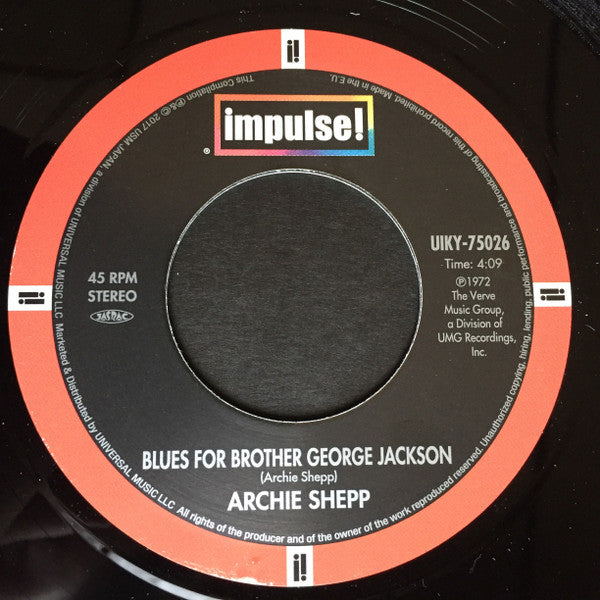 i!
This Compilation ℗&© 2017 USM JAPAN, a division of UNIVERSAL MUSIC LLC Marketed & Distributed by UNIVERSAL MUSIC LLC All rights of the producer and of the owner of the work reproduced reserved. Unauthorized copying, hiring, lending, public performance and broadcasting of this record prohibited. Made in the E.U.
impulse!
®
45 RPM
STEREO
JASRAC
UIKY-75026
Time: 4:09
℗1972
The Verve
Music Group,
a Division of
UMG Recordings,
Inc.
i!
i!
BLUES FOR BROTHER GEORGE JACKSON
(Archie Shepp)
ARCHIE SHEPP
i!